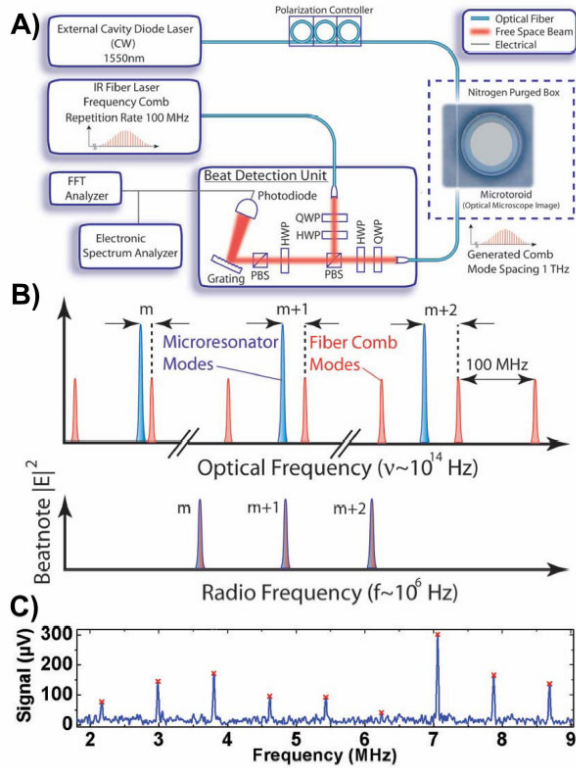 A)
External Cavity Diode Laser
(CW)
1550nm
Polarization Controller
Optical Fiber
Free Space Beam
Electrical
IR Fiber Laser
Frequency Comb
Repetition Rate 100 MHz
Nitrogen Purged Box
Microtoroid
(Optical Microscope Image)
FFT
Analyzer
Electronic
Spectrum Analyzer
Beat Detection Unit
Photodiode
QWP
HWP
HWP
HWP
QWP
Grating
PBS
PBS
Generated Comb
Mode Spacing 1 THz
B)
m
m+1
m+2
Microresonator
Modes
Fiber Comb
Modes
100 MHz
Optical Frequency (ν~10¹⁴ Hz)
Beatnote |E|²
m
m+1
m+2
Radio Frequency (f~10⁶ Hz)
C)
Signal (μV)
300
200
100
0
2 3 4 5 6 7 8 9
Frequency (MHz)